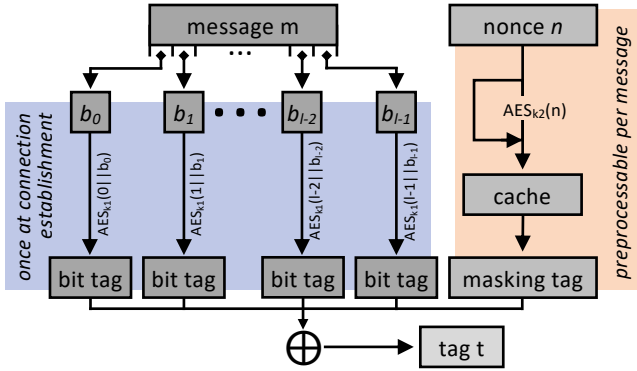 message m
nonce n
...
b0
b1
...
bl-2
bl-1
AESk2(n)
once at connection
establishment
AESk1(0||b0)
AESk1(1||b1)
AESk1(l-2||bl-2)
AESk1(l-1||bl-1)
cache
preprocessable per message
bit tag
bit tag
bit tag
bit tag
masking tag
tag t